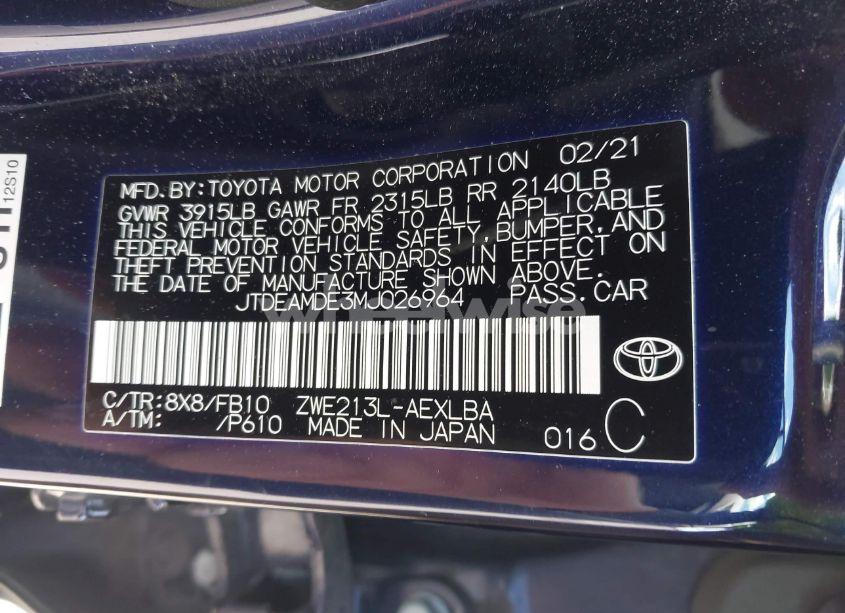 MFD. BY: TOYOTA MOTOR CORPORATION 02/21
GVWR 3915LB GAWR FR 2315LB RR 2140LB
THIS VEHICLE CONFORMS TO ALL APPLICABLE
FEDERAL MOTOR VEHICLE SAFETY, BUMPER, AND
THEFT PREVENTION STANDARDS IN EFFECT ON
THE DATE OF MANUFACTURE SHOWN ABOVE.
JTDEAMDE3MJ026964 PASS. CAR
wheelwise
C/TR: 8X8/FB10 ZWE213L-AEXLBA
A/TM: /P610 MADE IN JAPAN 016 C
12S10